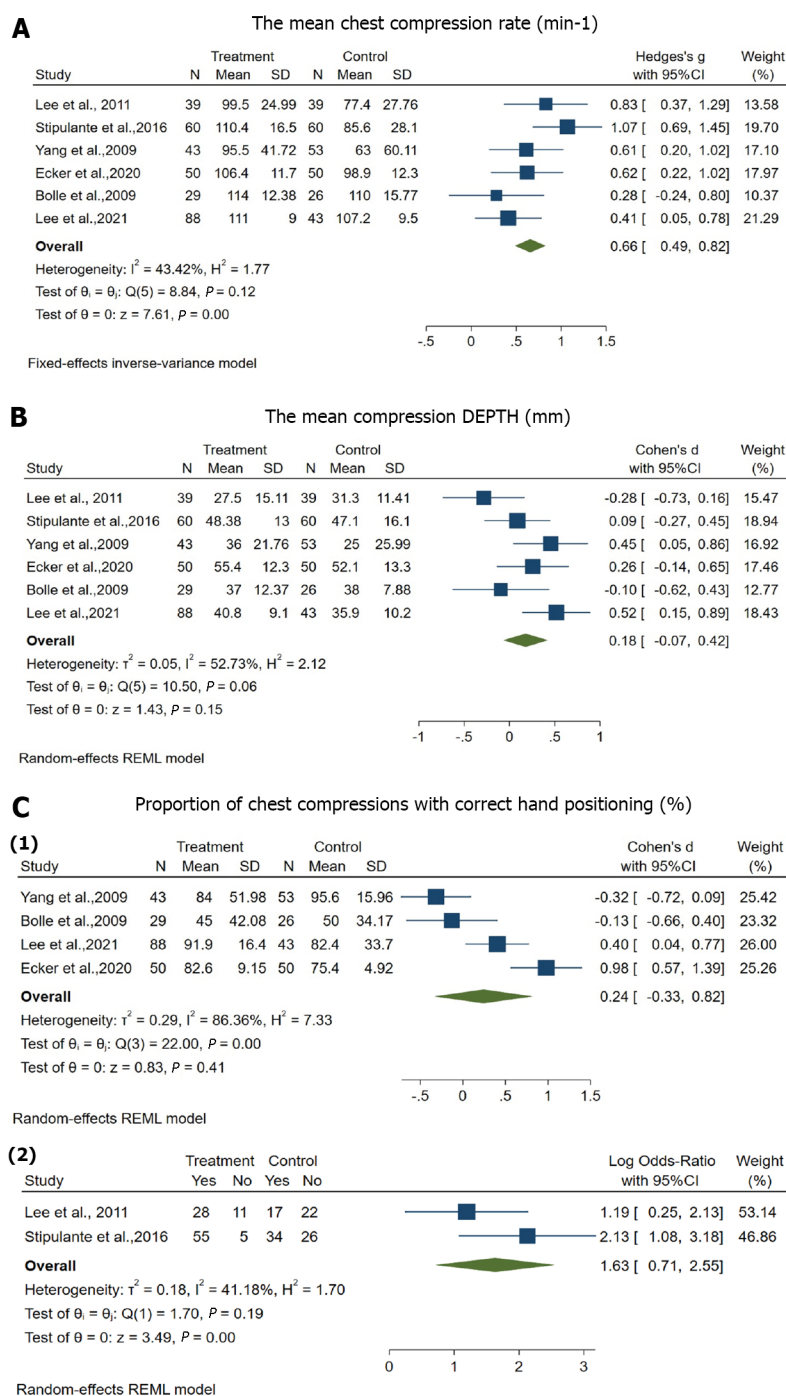 A
The mean chest compression rate (min-1)
Treatment Control Hedges's g Weight
Study N Mean SD N Mean SD with 95%CI (%)
Lee et al., 2011 39 99.5 24.99 39 77.4 27.76 0.83 [ 0.37, 1.29] 13.58
Stipulante et al.,2016 60 110.4 16.5 60 85.6 28.1 1.07 [ 0.69, 1.45] 19.70
Yang et al.,2009 43 95.5 41.72 53 63 60.11 0.61 [ 0.20, 1.02] 17.10
Ecker et al.,2020 50 106.4 11.7 50 98.9 12.3 0.62 [ 0.22, 1.02] 17.97
Bolle et al.,2009 29 114 12.38 26 110 15.77 0.28 [ -0.24, 0.80] 10.37
Lee et al.,2021 88 111 9 43 107.2 9.5 0.41 [ 0.05, 0.78] 21.29
Overall 0.66 [ 0.49, 0.82]
Heterogeneity: I² = 43.42%, H² = 1.77
Test of θᵢ = θⱼ: Q(5) = 8.84, P = 0.12
Test of θ = 0: z = 7.61, P = 0.00
-.5 0 .5 1 1.5
Fixed-effects inverse-variance model
B
The mean compression DEPTH (mm)
Treatment Control Cohen's d Weight
Study N Mean SD N Mean SD with 95%CI (%)
Lee et al., 2011 39 27.5 15.11 39 31.3 11.41 -0.28 [ -0.73, 0.16] 15.47
Stipulante et al.,2016 60 48.38 13 60 47.1 16.1 0.09 [ -0.27, 0.45] 18.94
Yang et al.,2009 43 36 21.76 53 25 25.99 0.45 [ 0.05, 0.86] 16.92
Ecker et al.,2020 50 55.4 12.3 50 52.1 13.3 0.26 [ -0.14, 0.65] 17.46
Bolle et al.,2009 29 37 12.37 26 38 7.88 -0.10 [ -0.62, 0.43] 12.77
Lee et al.,2021 88 40.8 9.1 43 35.9 10.2 0.52 [ 0.15, 0.89] 18.43
Overall 0.18 [ -0.07, 0.42]
Heterogeneity: τ² = 0.05, I² = 52.73%, H² = 2.12
Test of θᵢ = θⱼ: Q(5) = 10.50, P = 0.06
Test of θ = 0: z = 1.43, P = 0.15
-1 -.5 0 .5 1
Random-effects REML model
C
Proportion of chest compressions with correct hand positioning (%)
(1)
Treatment Control Cohen's d Weight
Study N Mean SD N Mean SD with 95%CI (%)
Yang et al.,2009 43 84 51.98 53 95.6 15.96 -0.32 [ -0.72, 0.09] 25.42
Bolle et al.,2009 29 45 42.08 26 50 34.17 -0.13 [ -0.66, 0.40] 23.32
Lee et al.,2021 88 91.9 16.4 43 82.4 33.7 0.40 [ 0.04, 0.77] 26.00
Ecker et al.,2020 50 82.6 9.15 50 75.4 4.92 0.98 [ 0.57, 1.39] 25.26
Overall 0.24 [ -0.33, 0.82]
Heterogeneity: τ² = 0.29, I² = 86.36%, H² = 7.33
Test of θᵢ = θⱼ: Q(3) = 22.00, P = 0.00
Test of θ = 0: z = 0.83, P = 0.41
-.5 0 .5 1 1.5
Random-effects REML model
(2)
Treatment Control Log Odds-Ratio Weight
Study Yes No Yes No with 95%CI (%)
Lee et al., 2011 28 11 17 22 1.19 [ 0.25, 2.13] 53.14
Stipulante et al.,2016 55 5 34 26 2.13 [ 1.08, 3.18] 46.86
Overall 1.63 [ 0.71, 2.55]
Heterogeneity: τ² = 0.18, I² = 41.18%, H² = 1.70
Test of θᵢ = θⱼ: Q(1) = 1.70, P = 0.19
Test of θ = 0: z = 3.49, P = 0.00
0 1 2 3
Random-effects REML model